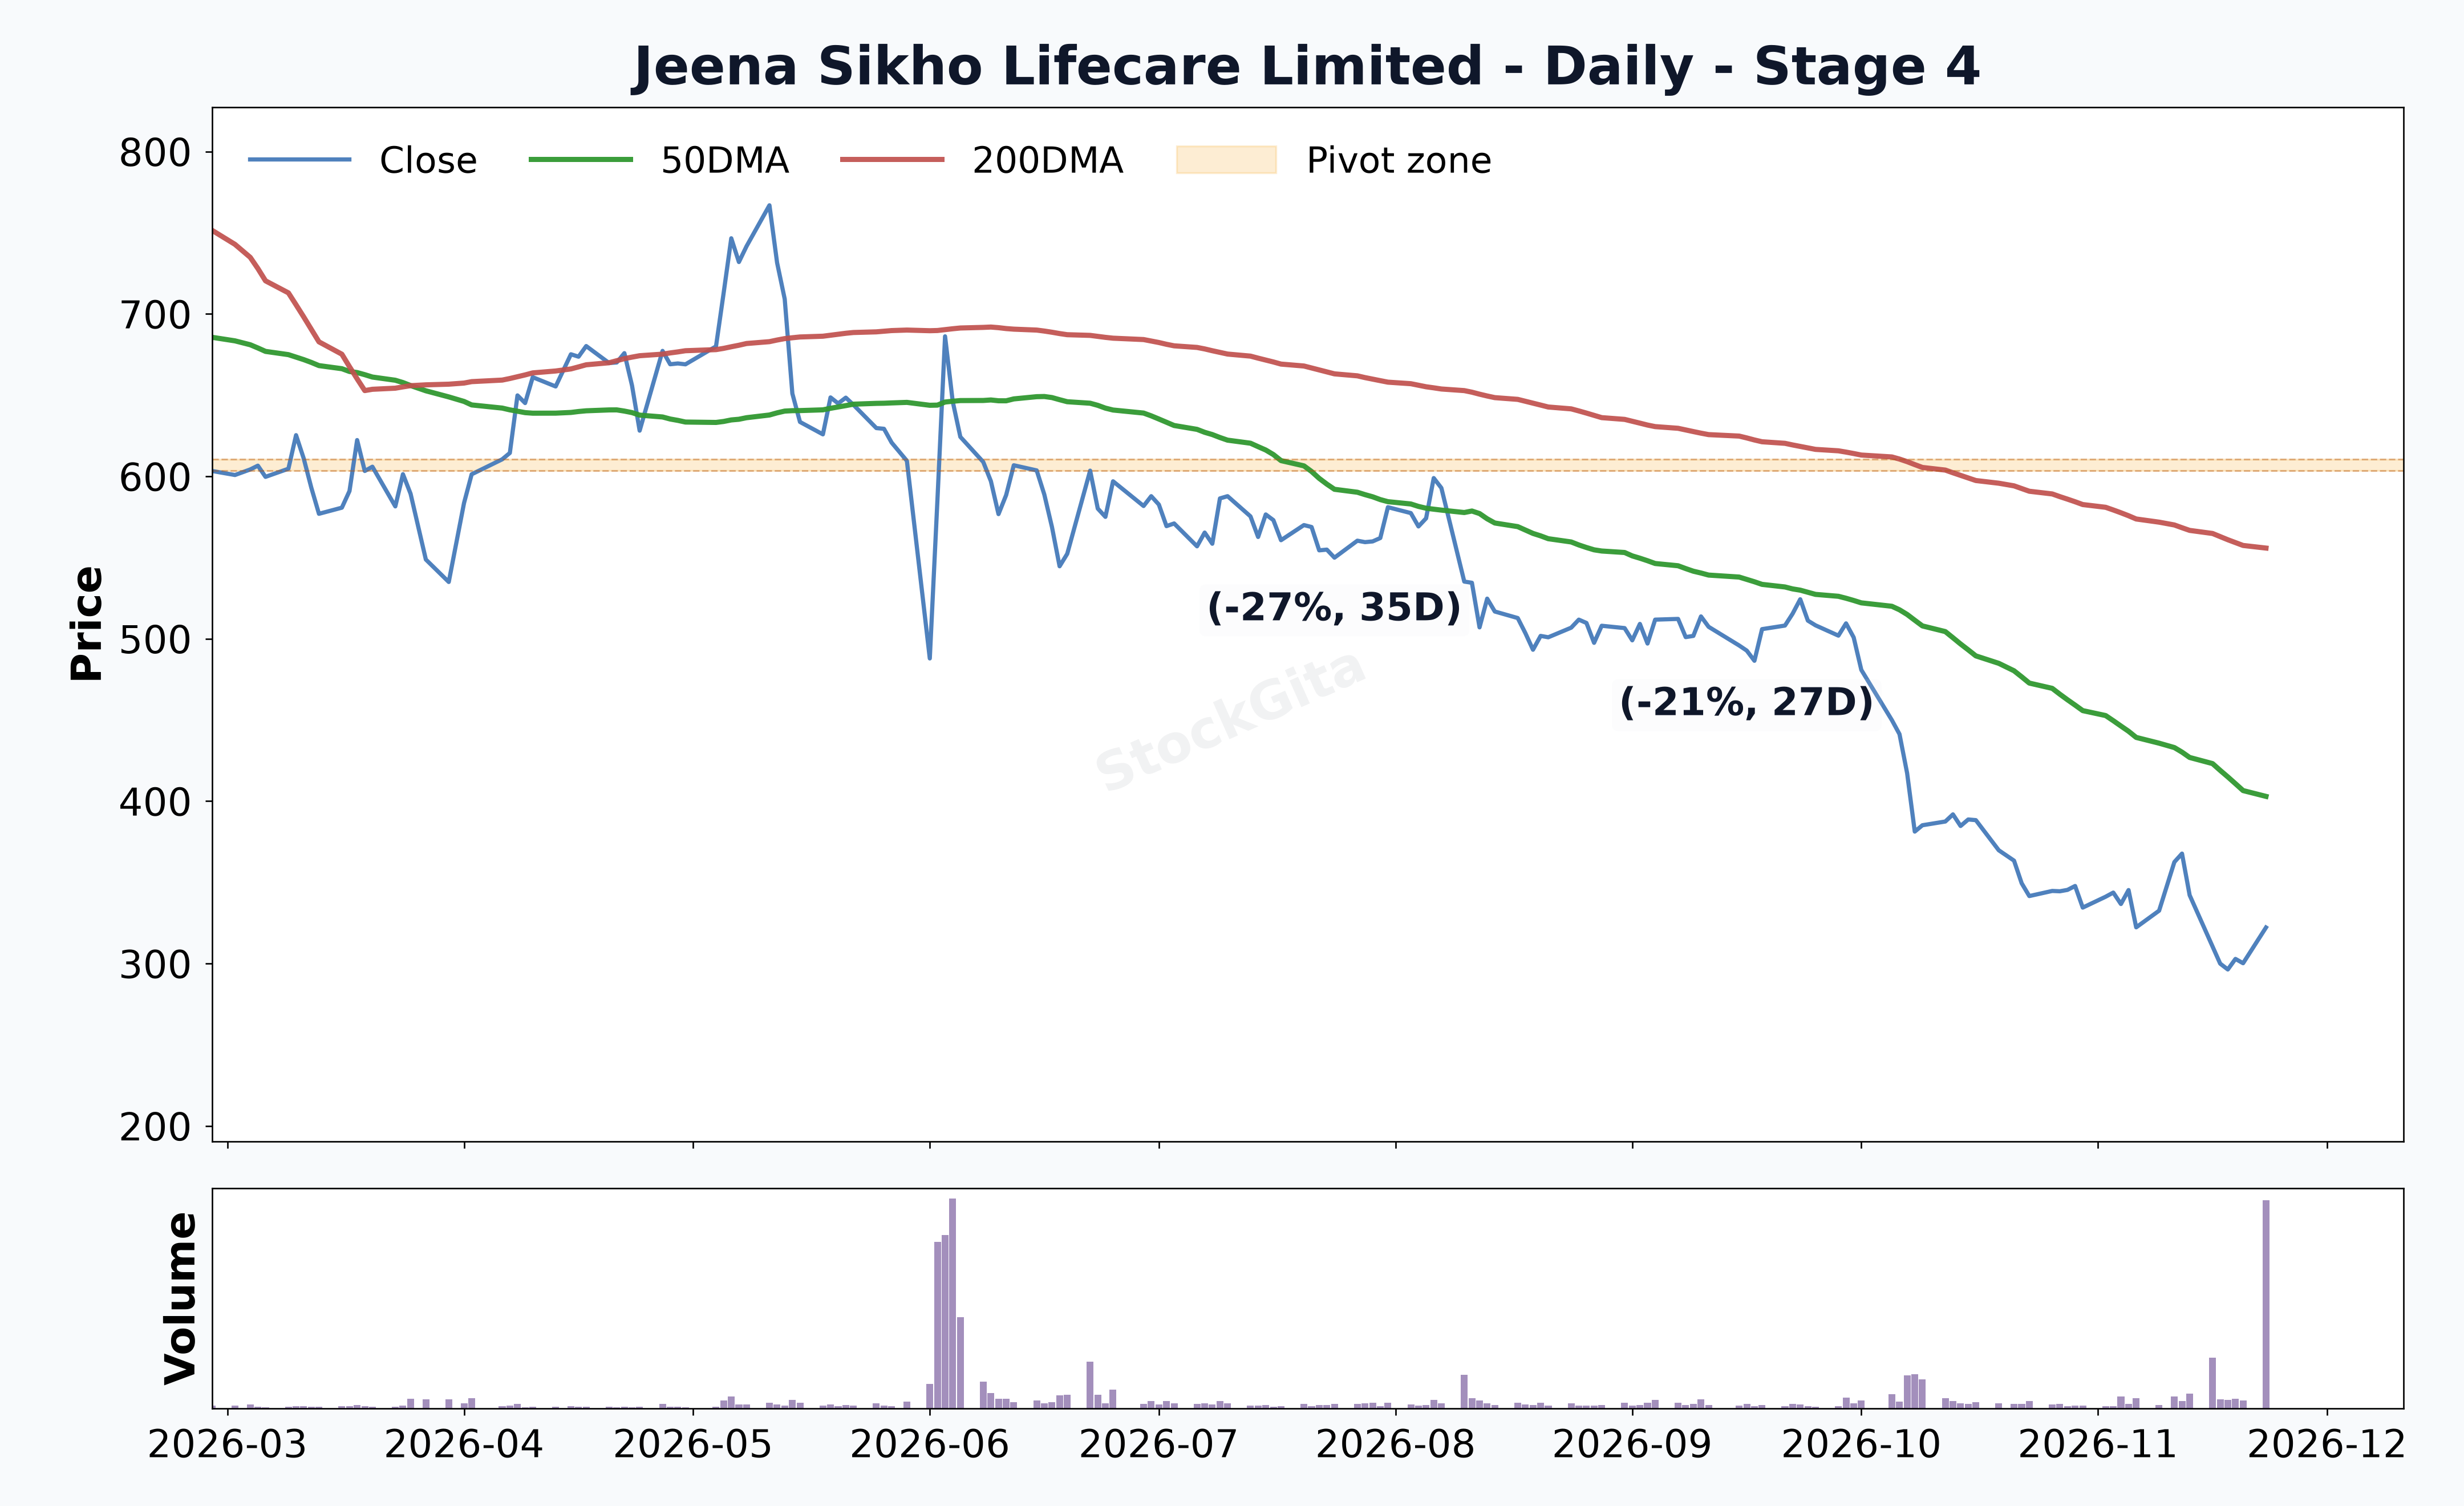 Jeena Sikho Lifecare Limited - Daily - Stage 4
Close 50DMA 200DMA Pivot zone
800
700
600
500
400
300
200
Price
(-27%, 35D)
(-21%, 27D)
StockGita
Volume
2026-03 2026-04 2026-05 2026-06 2026-07 2026-08 2026-09 2026-10 2026-11 2026-12